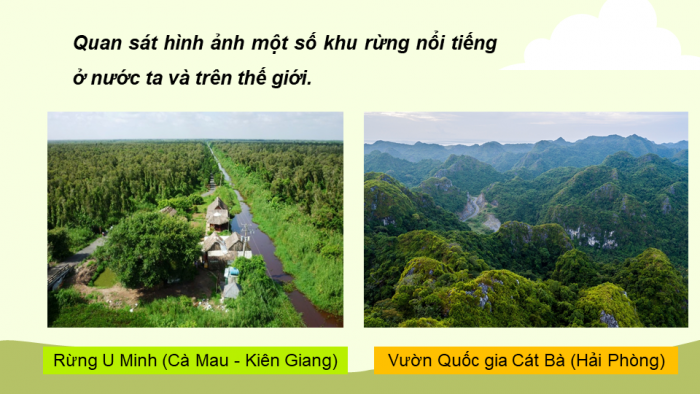 Quan sát hình ảnh một số khu rừng nổi tiếng
ở nước ta và trên thế giới.
Rừng U Minh (Cà Mau - Kiên Giang)
Vườn Quốc gia Cát Bà (Hải Phòng)